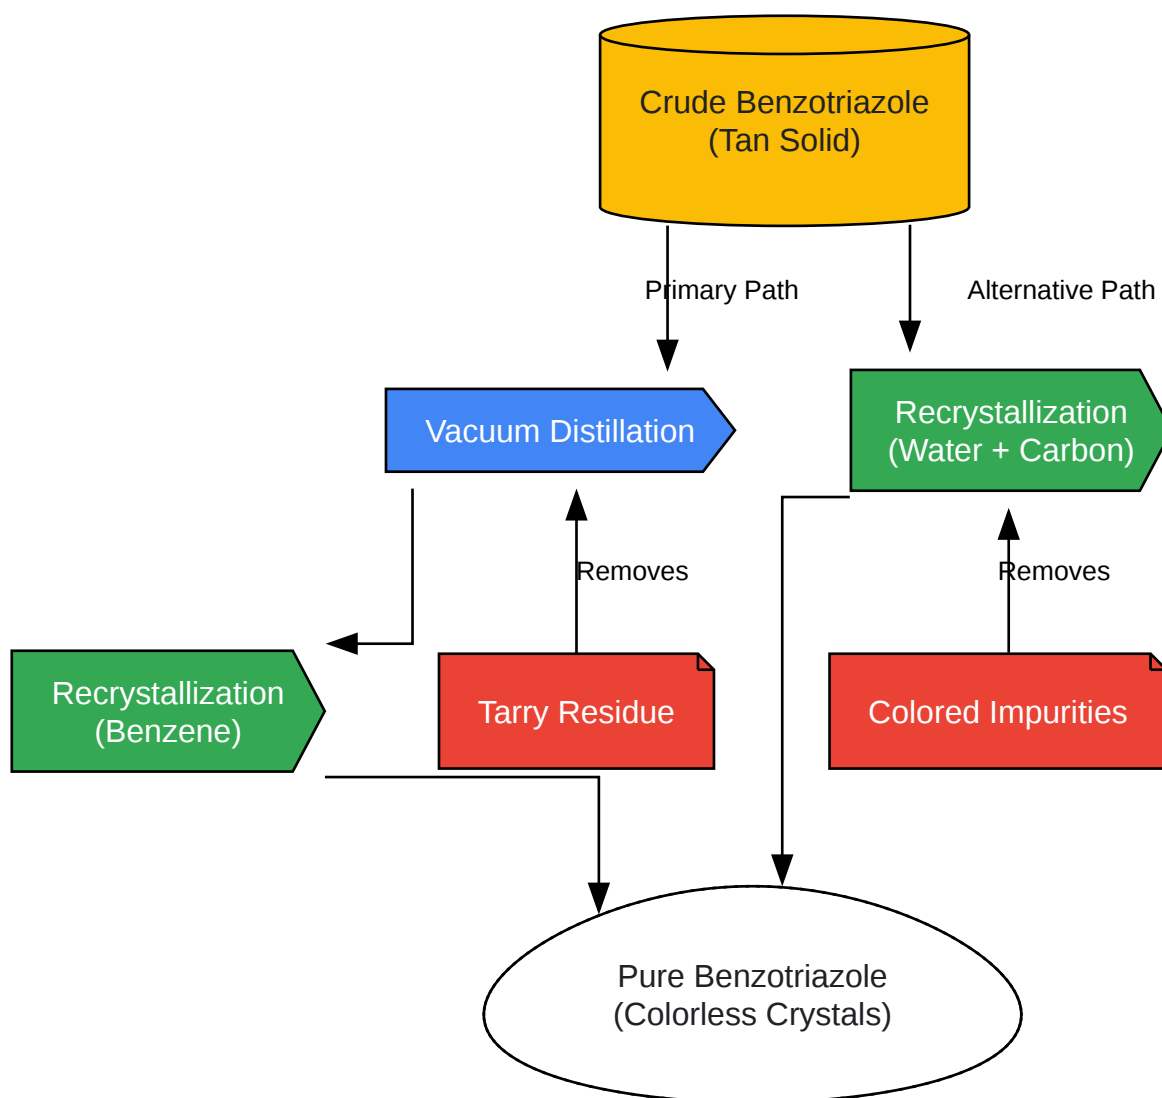 Crude Benzotriazole
(Tan Solid)
Primary Path
Alternative Path
Vacuum Distillation
Recrystallization
(Water + Carbon)
Removes
Removes
Recrystallization
(Benzene)
Tarry Residue
Colored Impurities
Pure Benzotriazole
(Colorless Crystals)